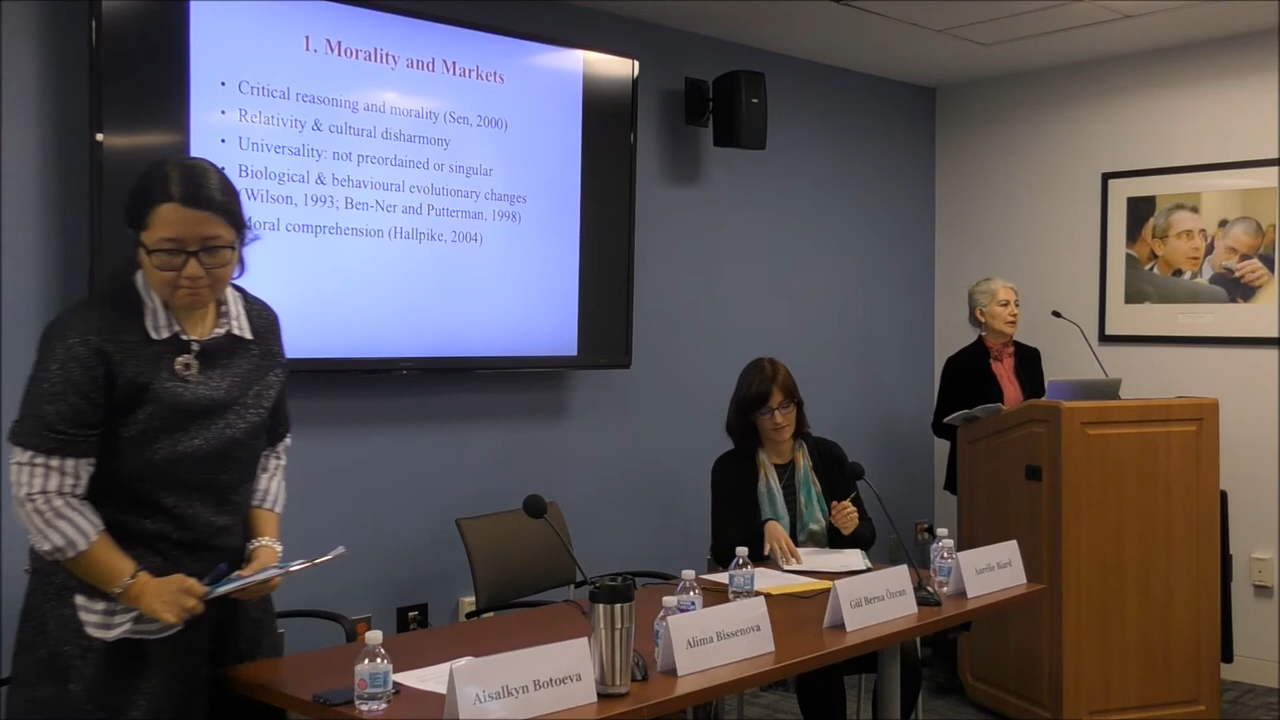 1. Morality and Markets
• Critical reasoning and morality (Sen, 2000)
• Relativity & cultural disharmony
• Universality: not preordained or singular
• Biological & behavioural evolutionary changes
(Wilson, 1993; Ben-Ner and Putterman, 1998)
Moral comprehension (Hallpike, 2004)
Aisalkyn Botoeva
Alima Bissenova
Gül Berna Özcan
Aurélie Biard